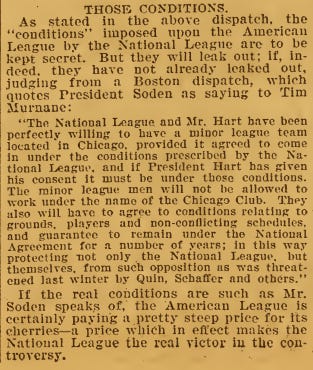 THOSE CONDITIONS.
As stated in the above dispatch, the
"conditions" imposed upon the American
League by the National League are to be
kept secret. But they will leak out; if, in-
deed, they have not already leaked out,
judging from a Boston dispatch, which
quotes President Soden as saying to Tim
Murnane:
"The National League and Mr. Hart have been
perfectly willing to have a minor league team
located in Chicago, provided it agreed to come
in under the conditions prescribed by the Na-
tional League, and if President Hart has given
his consent it must be under those conditions.
The minor league men will not be allowed to
work under the name of the Chicago Club. They
also will have to agree to conditions relating to
grounds, players and non-conflicting schedules,
and guarantee to remain under the National
Agreement for a number of years; in this way
protecting not only the National League, but
themselves, from such opposition as was threat-
ened last winter by Quin, Schaffer and others."
If the real conditions are such as Mr.
Soden speaks of, the American League is
certainly paying a pretty steep price for its
cherries—a price which in effect makes the
National League the real victor in the con-
troversy.